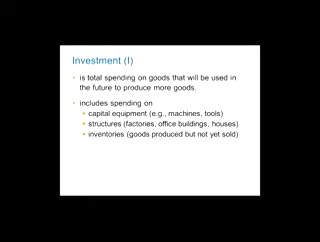 Investment (I)
is total spending on goods that will be used in
the future to produce more goods.
includes spending on
capital equipment (e.g., machines, tools)
structures (factories, office buildings, houses)
inventories (goods produced but not yet sold)